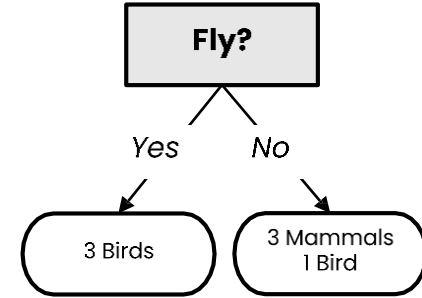 Fly?
Yes
No
3 Birds
3 Mammals
1 Bird